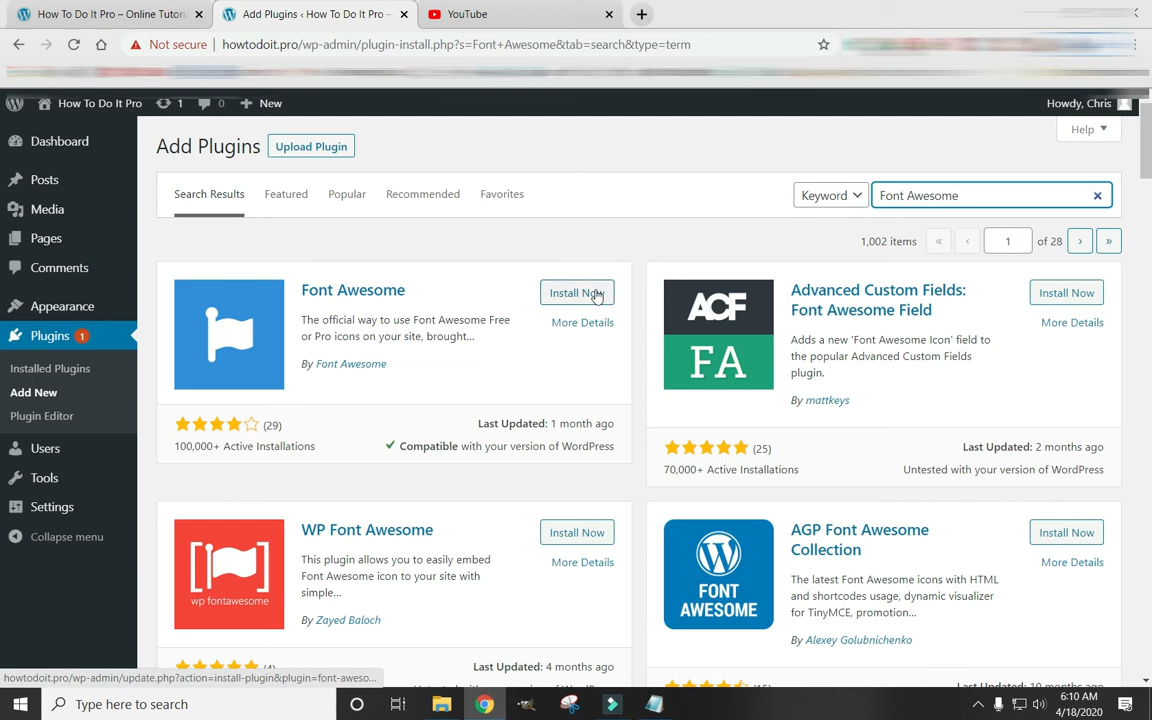 How To Do It Pro – Online Tutori
Add Plugins ‹ How To Do It Pro –
YouTube
Not secure
howtodoit.pro/wp-admin/plugin-install.php?s=Font+Awesome&tab=search&type=term
How To Do It Pro
1
0
New
Howdy, Chris
Dashboard
Posts
Media
Pages
Comments
Appearance
Plugins 1
Installed Plugins
Add New
Plugin Editor
Users
Tools
Settings
Collapse menu
Add Plugins
Upload Plugin
Help
Search Results
Featured
Popular
Recommended
Favorites
Keyword
Font Awesome
1,002 items
«
‹
1
of 28
›
»
Font Awesome
Install Now
More Details
The official way to use Font Awesome Free
or Pro icons on your site, brought...
By Font Awesome
(29)
Last Updated: 1 month ago
100,000+ Active Installations
Compatible with your version of WordPress
ACF
FA
Advanced Custom Fields:
Font Awesome Field
Install Now
More Details
Adds a new 'Font Awesome Icon' field to
the popular Advanced Custom Fields
plugin.
By mattkeys
(25)
Last Updated: 2 months ago
70,000+ Active Installations
Untested with your version of WordPress
wp fontawesome
WP Font Awesome
Install Now
More Details
This plugin allows you to easily embed
Font Awesome icon to your site with
simple...
By Zayed Baloch
(4)
Last Updated: 4 months ago
FONT
AWESOME
AGP Font Awesome
Collection
Install Now
More Details
The latest Font Awesome icons with HTML
and shortcodes usage, dynamic visualizer
for TinyMCE, promotion...
By Alexey Golubnichenko
Last Updated: 10 months ago
howtodoit.pro/wp-admin/update.php?action=install-plugin&plugin=font-aweso...
Type here to search
6:10 AM
4/18/2020